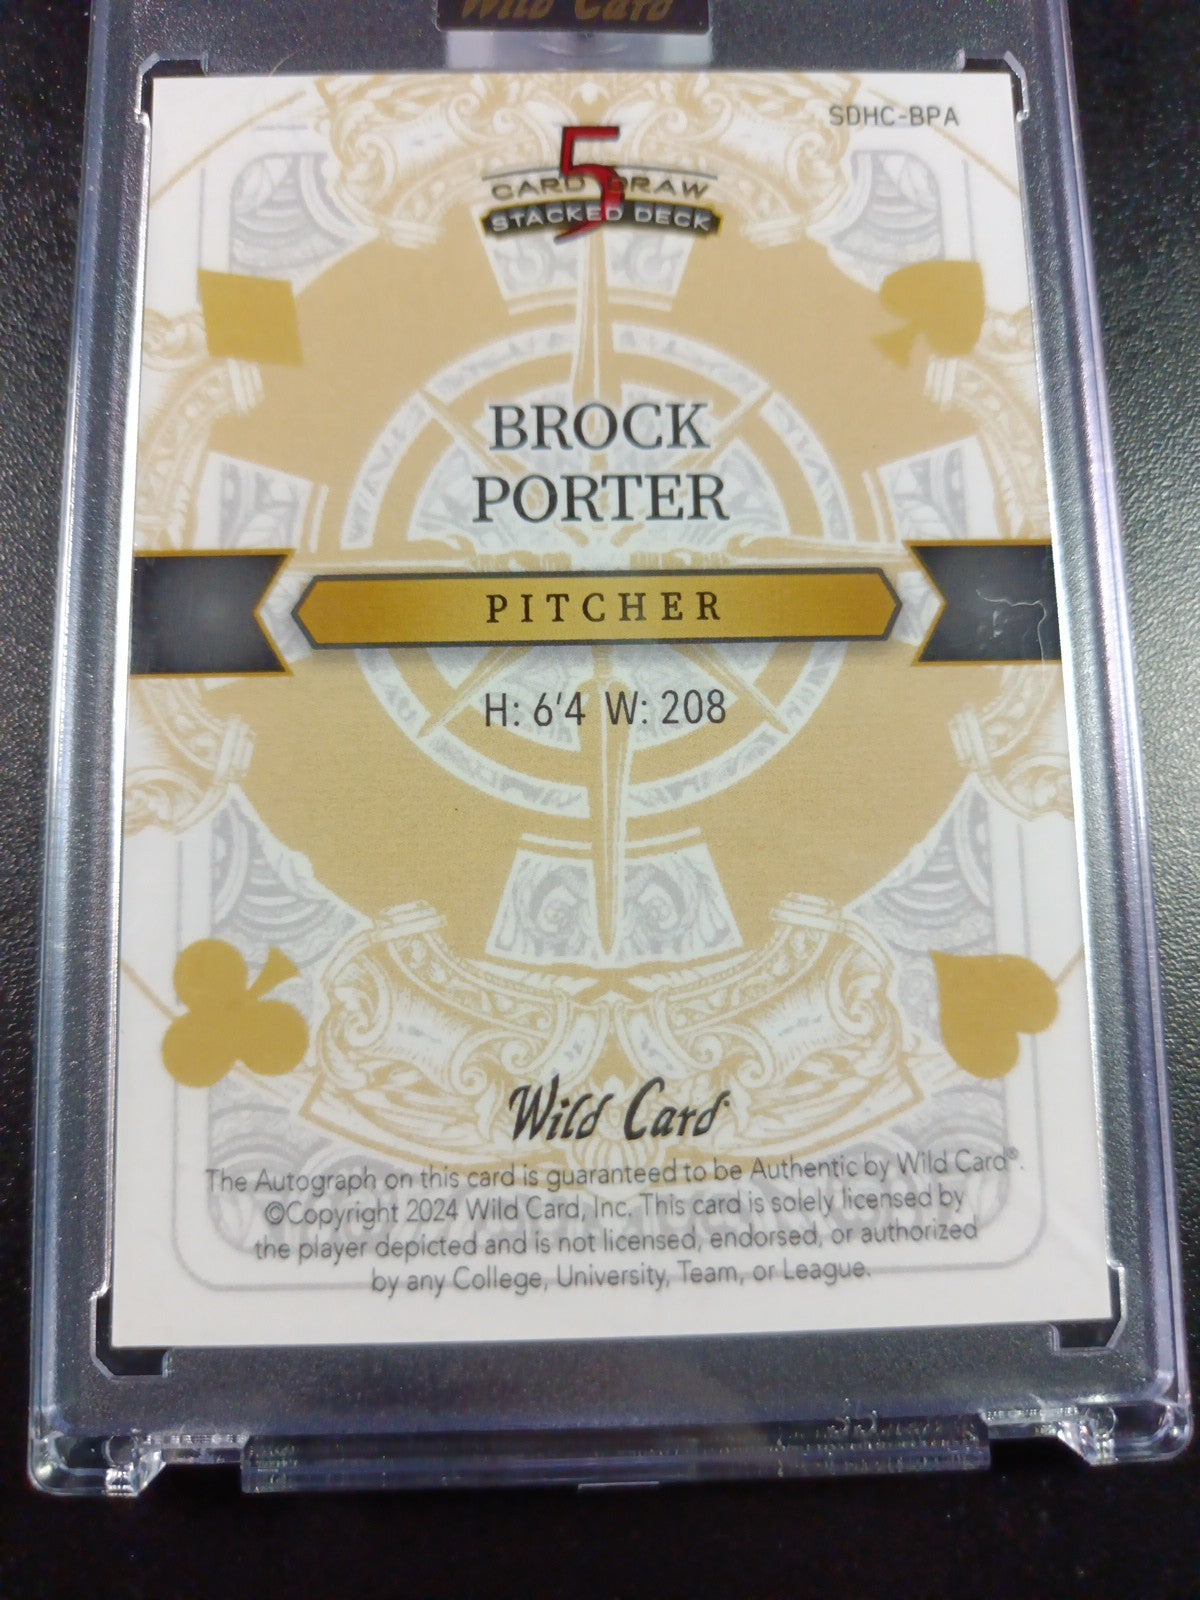 Wild Card
SDHC-BPA
5
CARD DRAW
STACKED DECK
BROCK
PORTER
PITCHER
H: 6'4 W: 208
Wild Card
The Autograph on this card is guaranteed to be Authentic by Wild Card®.
©Copyright 2024 Wild Card, Inc. This card is solely licensed by
the player depicted and is not licensed, endorsed, or authorized
by any College, University, Team, or League.